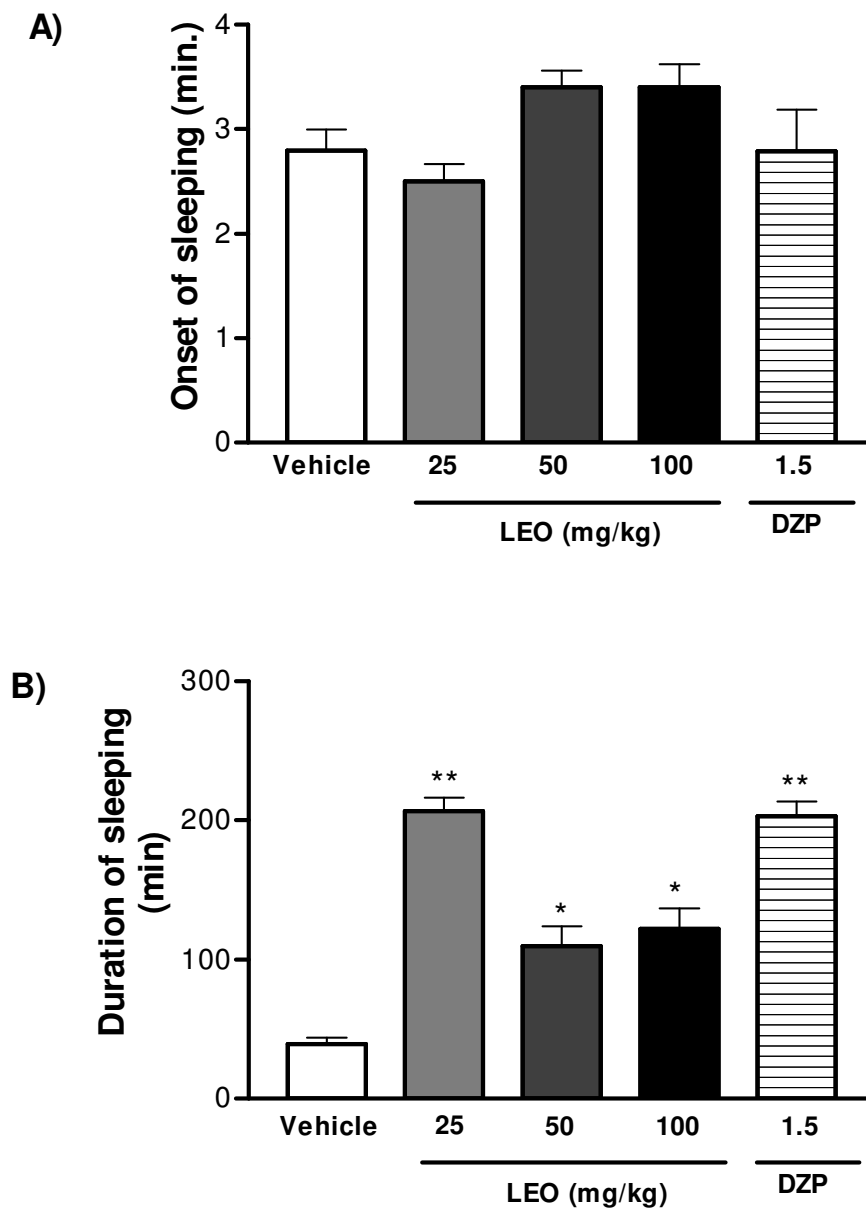 A)
Onset of sleeping (min.)
4
3
2
1
0
Vehicle 25 50 100 1.5
LEO (mg/kg) DZP
B)
Duration of sleeping
(min)
300
200
100
0
** * * **
Vehicle 25 50 100 1.5
LEO (mg/kg) DZP